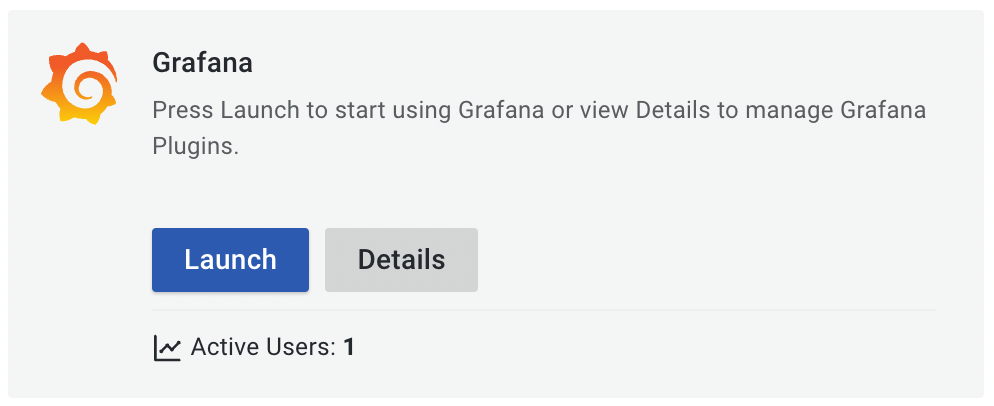 Grafana
Press Launch to start using Grafana or view Details to manage Grafana
Plugins.
Launch
Details
Active Users: 1